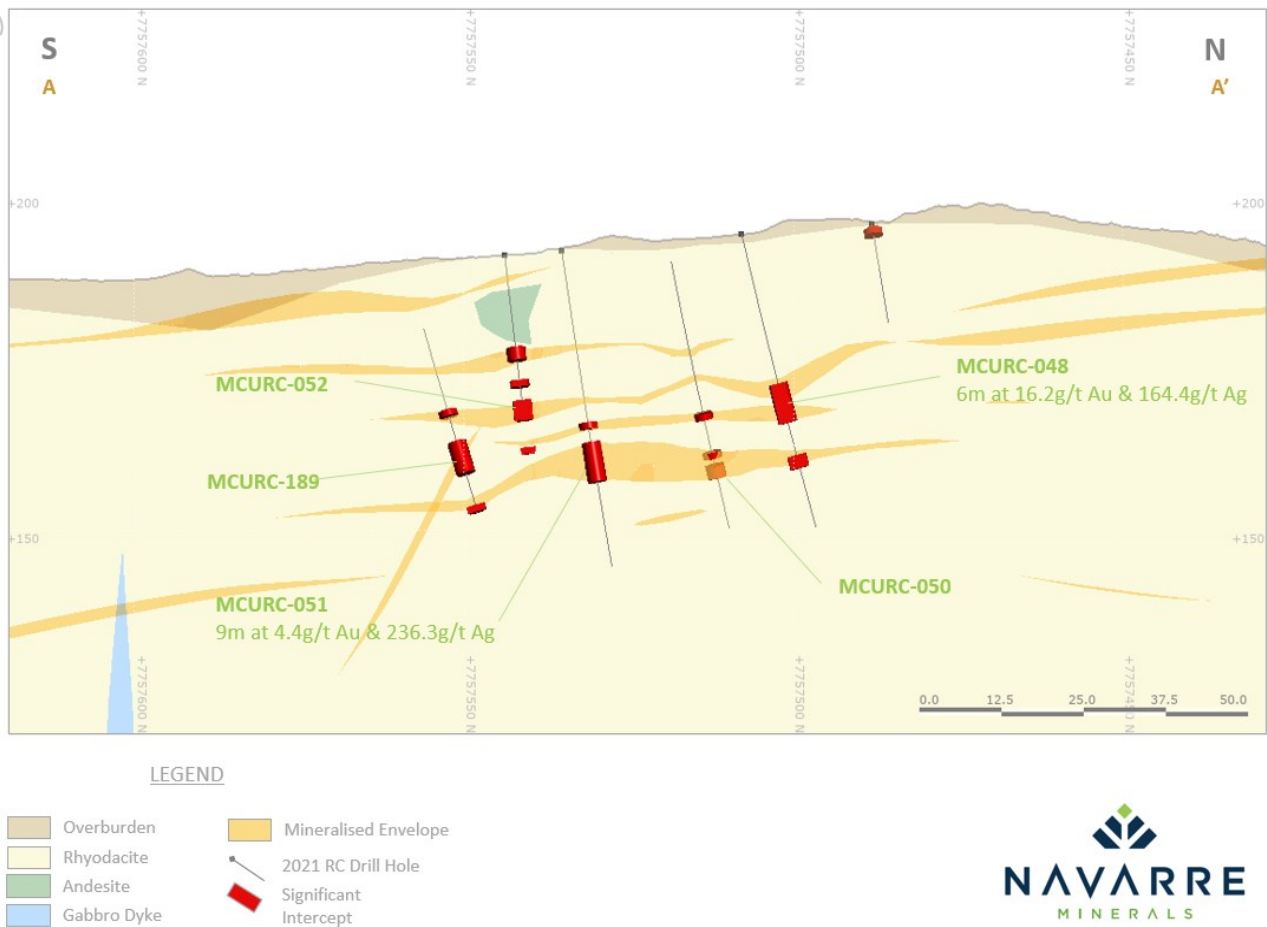 )
+7757600 N
+7757550 N
+7757500 N
+7757450 N
S
N
A
A’
+200
+200
MCURC-048
6m at 16.2g/t Au & 164.4g/t Ag
MCURC-052
MCURC-189
+150
+150
MCURC-050
MCURC-051
9m at 4.4g/t Au & 236.3g/t Ag
+7757600 N
+7757550 N
+7757500 N
+7757450 N
0.0 12.5 25.0 37.5 50.0
LEGEND
Overburden
Rhyodacite
Andesite
Gabbro Dyke
Mineralised Envelope
2021 RC Drill Hole
Significant
Intercept
NAVARRE
MINERALS